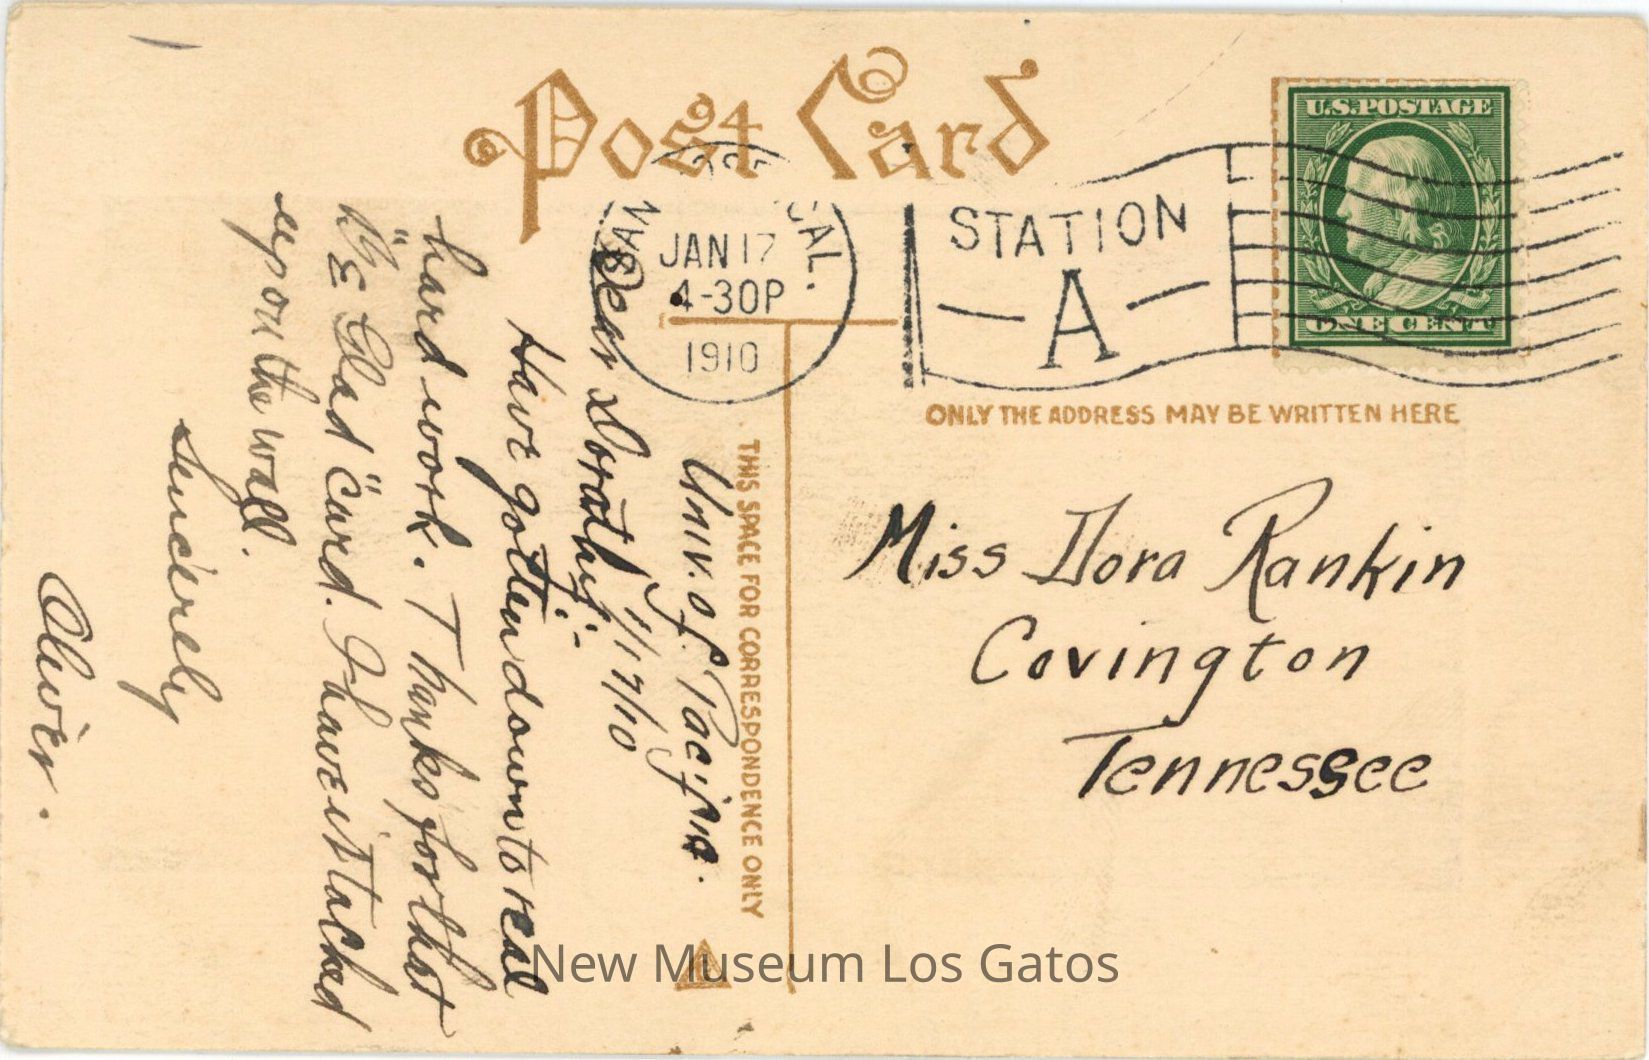 Post Card
JAN 17
4-30P
1910
CAL.
STATION
A
U.S. POSTAGE
ONE CENT
ONLY THE ADDRESS MAY BE WRITTEN HERE
THIS SPACE FOR CORRESPONDENCE ONLY
Miss Dora Rankin
Covington
Tennessee
Univ. of Pacific.
1/17/10
Dear Dorothy:-
Have gotten down to real
hard work. Thanks for that
"Be Glad" card. I have it tacked
upon the wall.
Sincerely
Oliver.
New Museum Los Gatos